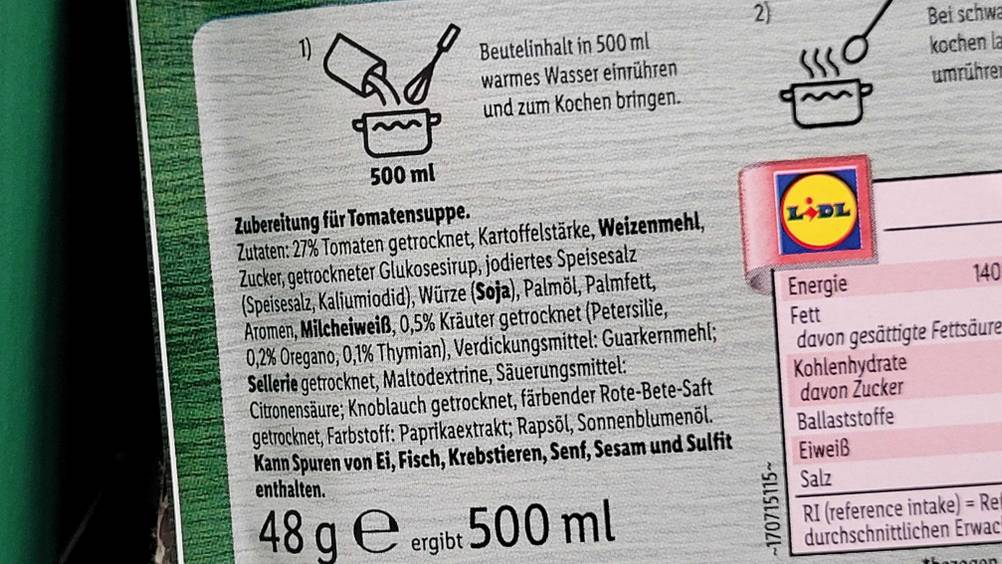 1)
Beutelinhalt in 500 ml
warmes Wasser einrühren
und zum Kochen bringen.
500 ml
2)
Bei
kochen
Zubereitung für Tomatensuppe.
Zutaten: 27% Tomaten getrocknet, Kartoffelstärke, Weizenmehl,
Zucker, getrockneter Glukosesirup, jodiertes Speisesalz
(Speisesalz, Kaliumiodid), Würze (Soja), Palmöl, Palmfett,
Aromen, Milcheiweiß, 0,5% Kräuter getrocknet (Petersilie,
0,2% Oregano, 0,1% Thymian), Verdickungsmittel: Guarkernmehl;
Sellerie getrocknet, Maltodextrine, Säuerungsmittel:
Citronensäure; Knoblauch getrocknet, färbender Rote-Bete-Saft
getrocknet, Farbstoff: Paprikaextrakt; Rapsöl, Sonnenblumenöl.
Kann Spuren von Ei, Fisch, Krebstieren, Senf, Sesam und Sulfit
enthalten.
48 g e ergibt 500 ml
~170715115~
LIDL
Energie 140
Fett
davon gesättigte Fettsäure
Kohlenhydrate
davon Zucker
Ballaststoffe
Eiweiß
Salz
RI (reference intake) = Ref
durchschnittlichen Erwac